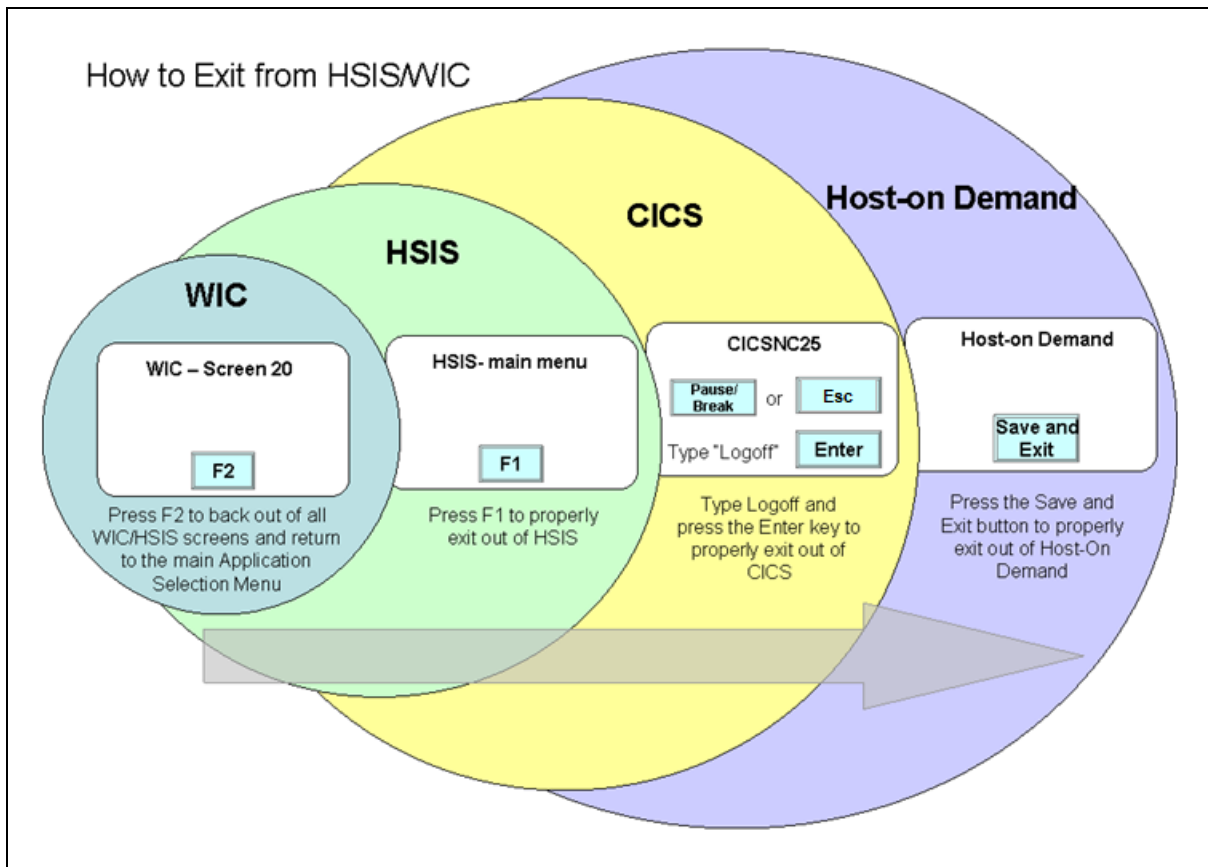 How to Exit from HSIS/WIC
Host-on Demand
CICS
HSIS
WIC
WIC – Screen 20
F2
Press F2 to back out of all
WIC/HSIS screens and return
to the main Application
Selection Menu
HSIS- main menu
F1
Press F1 to properly
exit out of HSIS
CICSNC25
Pause/
Break
or
Esc
Type "Logoff"
Enter
Type Logoff and
press the Enter key to
properly exit out of
CICS
Host-on Demand
Save and
Exit
Press the Save and
Exit button to properly
exit out of Host-On
Demand